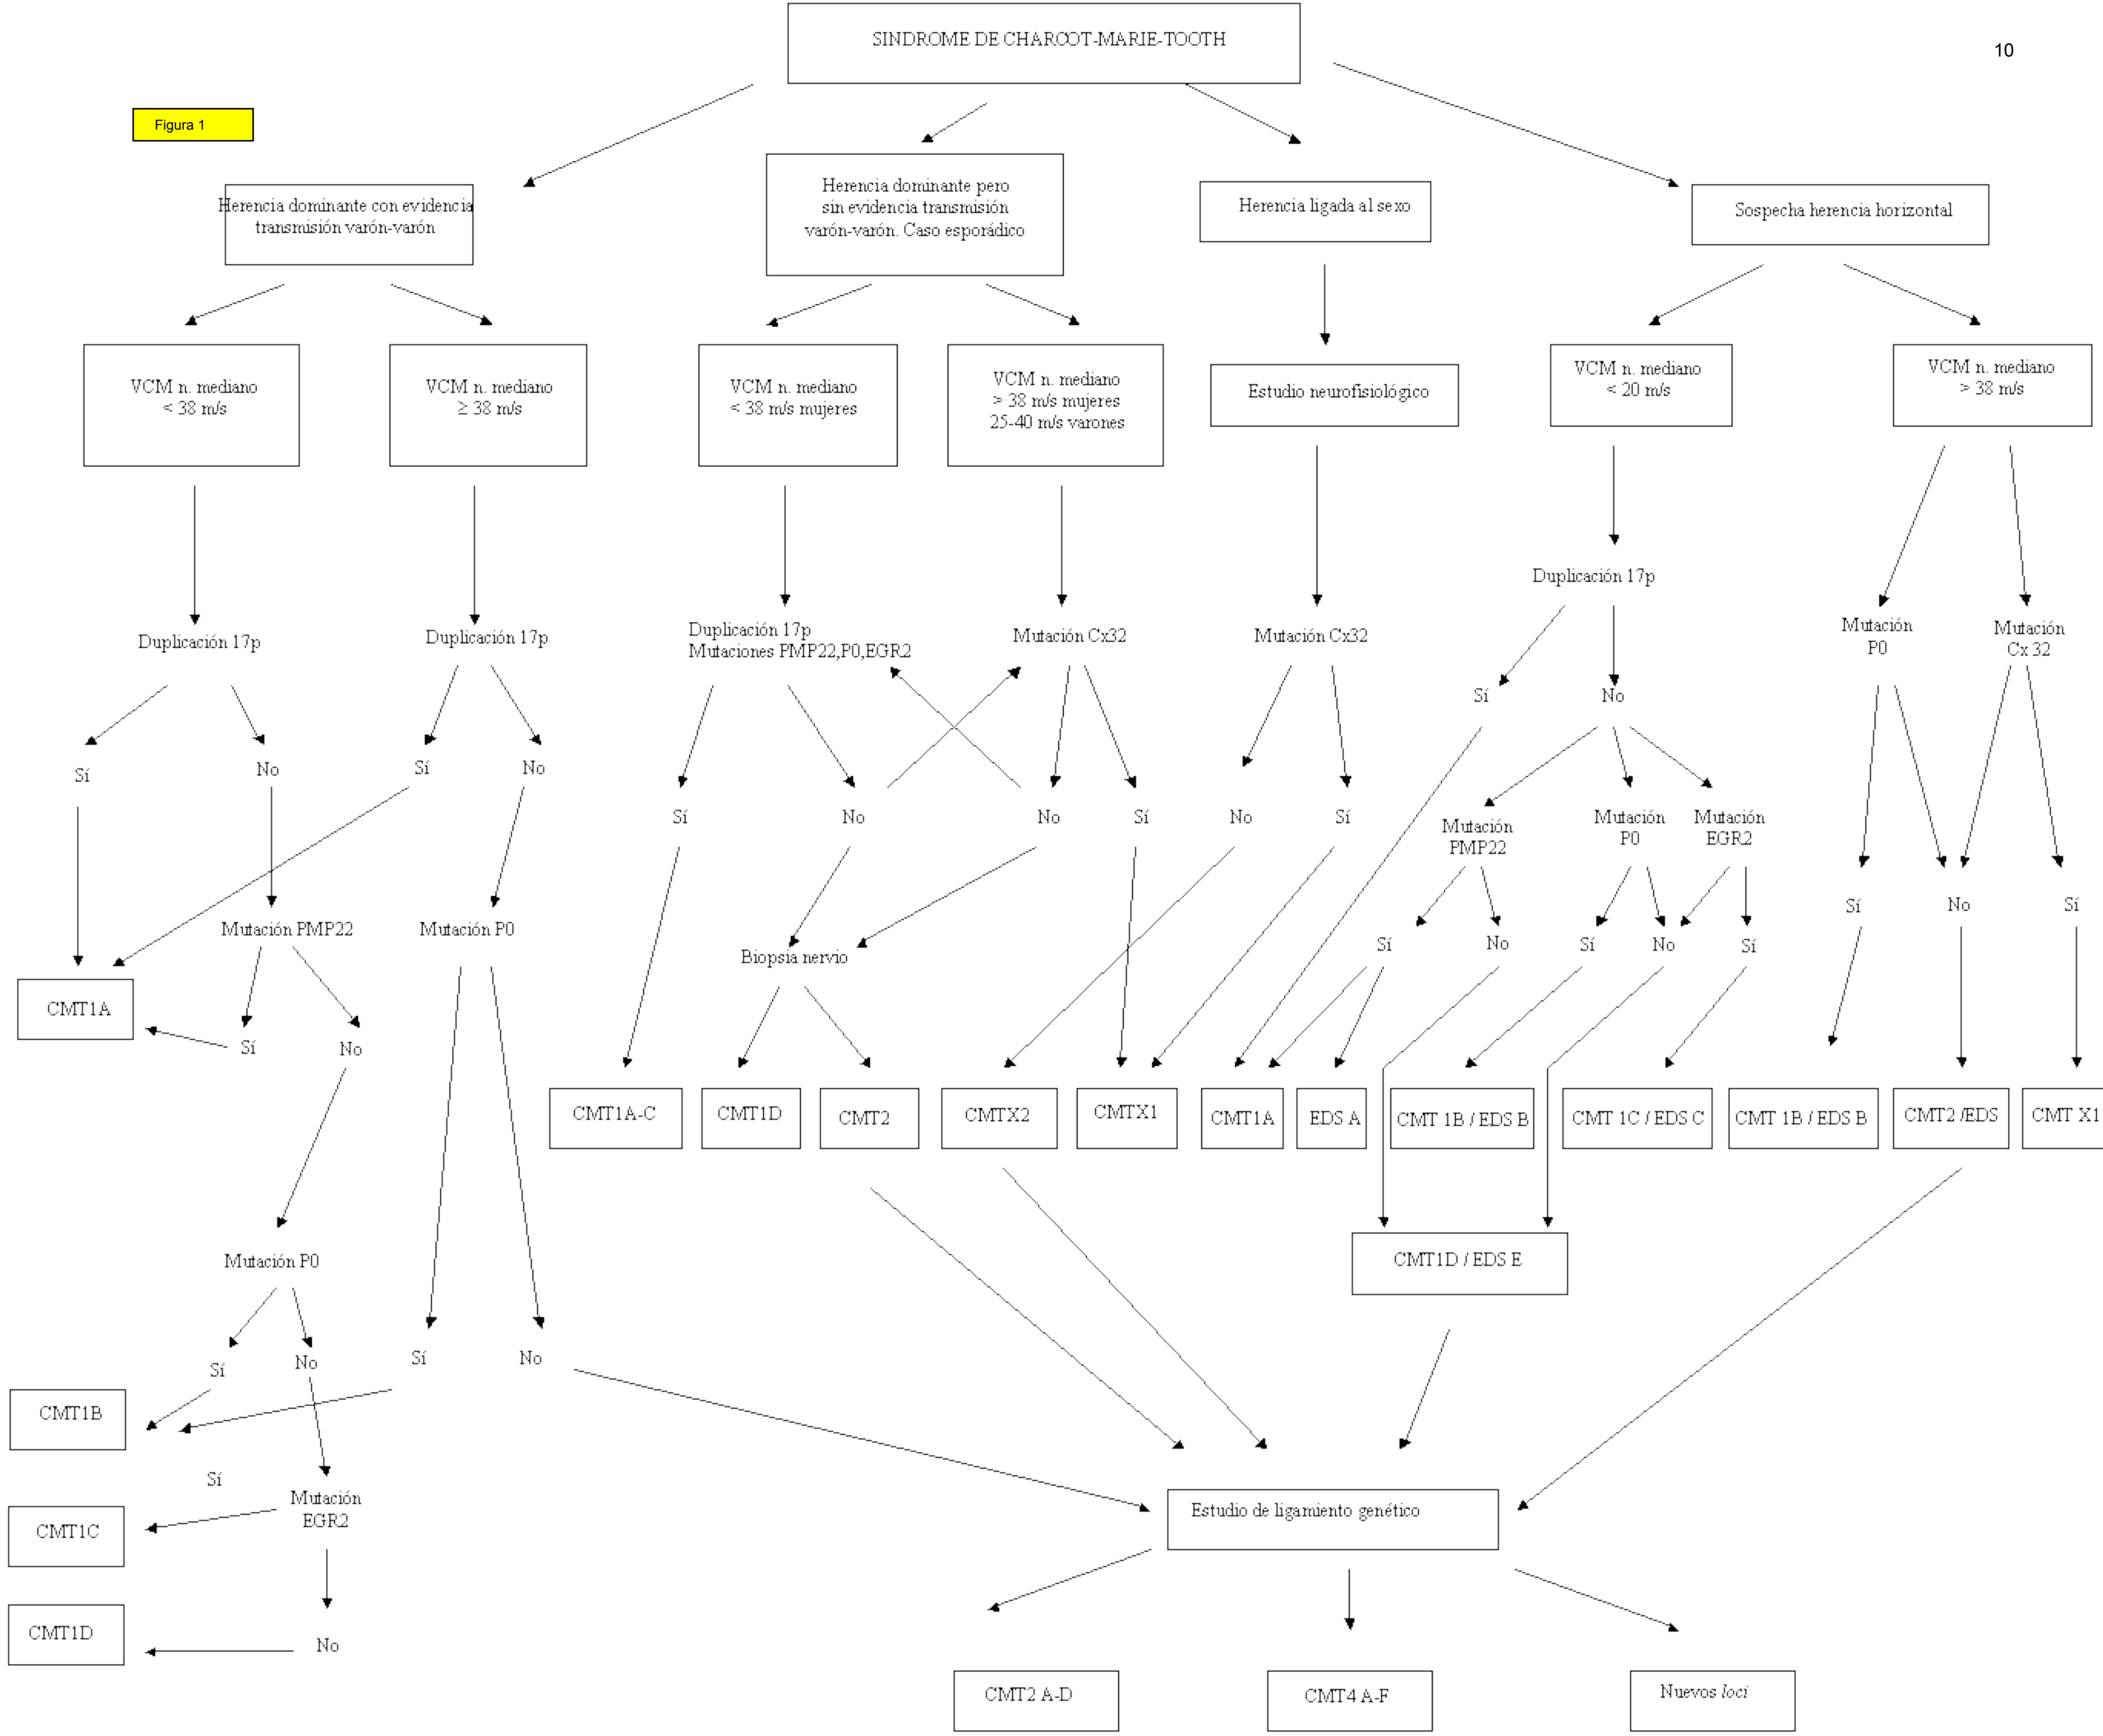 SINDROME DE CHARCOT-MARIE-TOOTH
10
Figura 1
Herencia dominante con evidencia
transmisión varón-varón
Herencia dominante pero
sin evidencia transmisión
varón-varón. Caso esporádico
Herencia ligada al sexo
Sospecha herencia horizontal
VCM n. mediano
< 38 m/s
VCM n. mediano
≥ 38 m/s
VCM n. mediano
< 38 m/s mujeres
VCM n. mediano
> 38 m/s mujeres
25-40 m/s varones
Estudio neurofisiológico
VCM n. mediano
< 20 m/s
VCM n. mediano
> 38 m/s
Duplicación 17p
Duplicación 17p
Duplicación 17p
Mutaciones PMP22,P0,EGR2
Mutación Cx32
Mutación Cx32
Duplicación 17p
Mutación
P0
Mutación
Cx 32
Sí
No
Sí
No
Sí
No
Sí
No
No
Sí
No
Sí
Mutación
PMP22
Mutación
P0
Mutación
EGR2
Sí
No
Sí
Mutación PMP22
Mutación P0
Biopsia nervio
Sí
No
Sí
No
Sí
CMT1A
Sí
No
CMT1A-C
CMT1D
CMT2
CMTX2
CMTX1
CMT1A
EDS A
CMT 1B / EDS B
CMT 1C / EDS C
CMT 1B / EDS B
CMT2 /EDS
CMT X1
Mutación P0
CMT1D / EDS E
Sí
No
Sí
No
CMT1B
Sí
Mutación
EGR2
CMT1C
Estudio de ligamiento genético
CMT1D
No
CMT2 A-D
CMT4 A-F
Nuevos loci